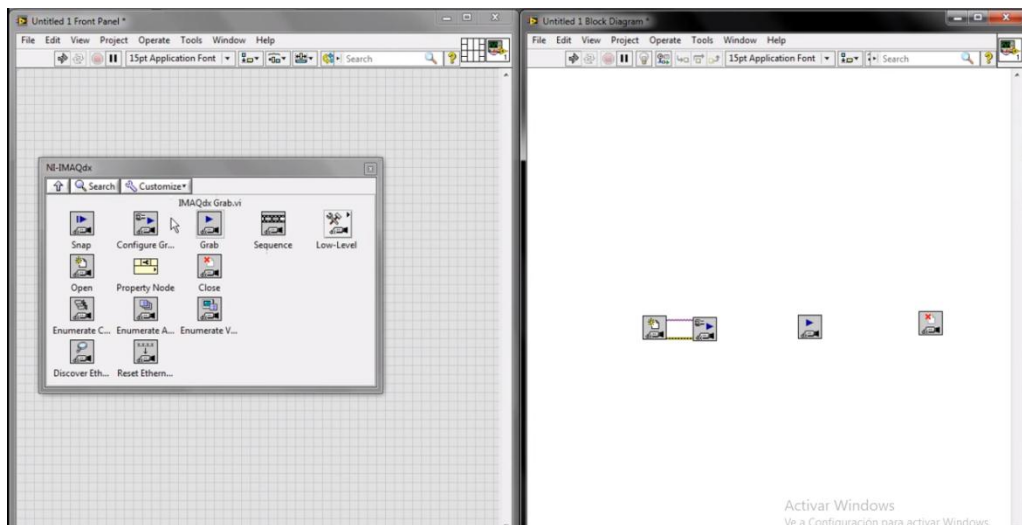 Untitled 1 Front Panel *
File Edit View Project Operate Tools Window Help
15pt Application Font Search
NI-IMAQdx
Search Customize
IMAQdx Grab.vi
Snap Configure Gr... Grab Sequence Low-Level
Open Property Node Close
Enumerate C... Enumerate A... Enumerate V...
Discover Eth... Reset Ethern...
Untitled 1 Block Diagram *
File Edit View Project Operate Tools Window Help
15pt Application Font Search
Activar Windows
Ve a Configuración para activar Windows.